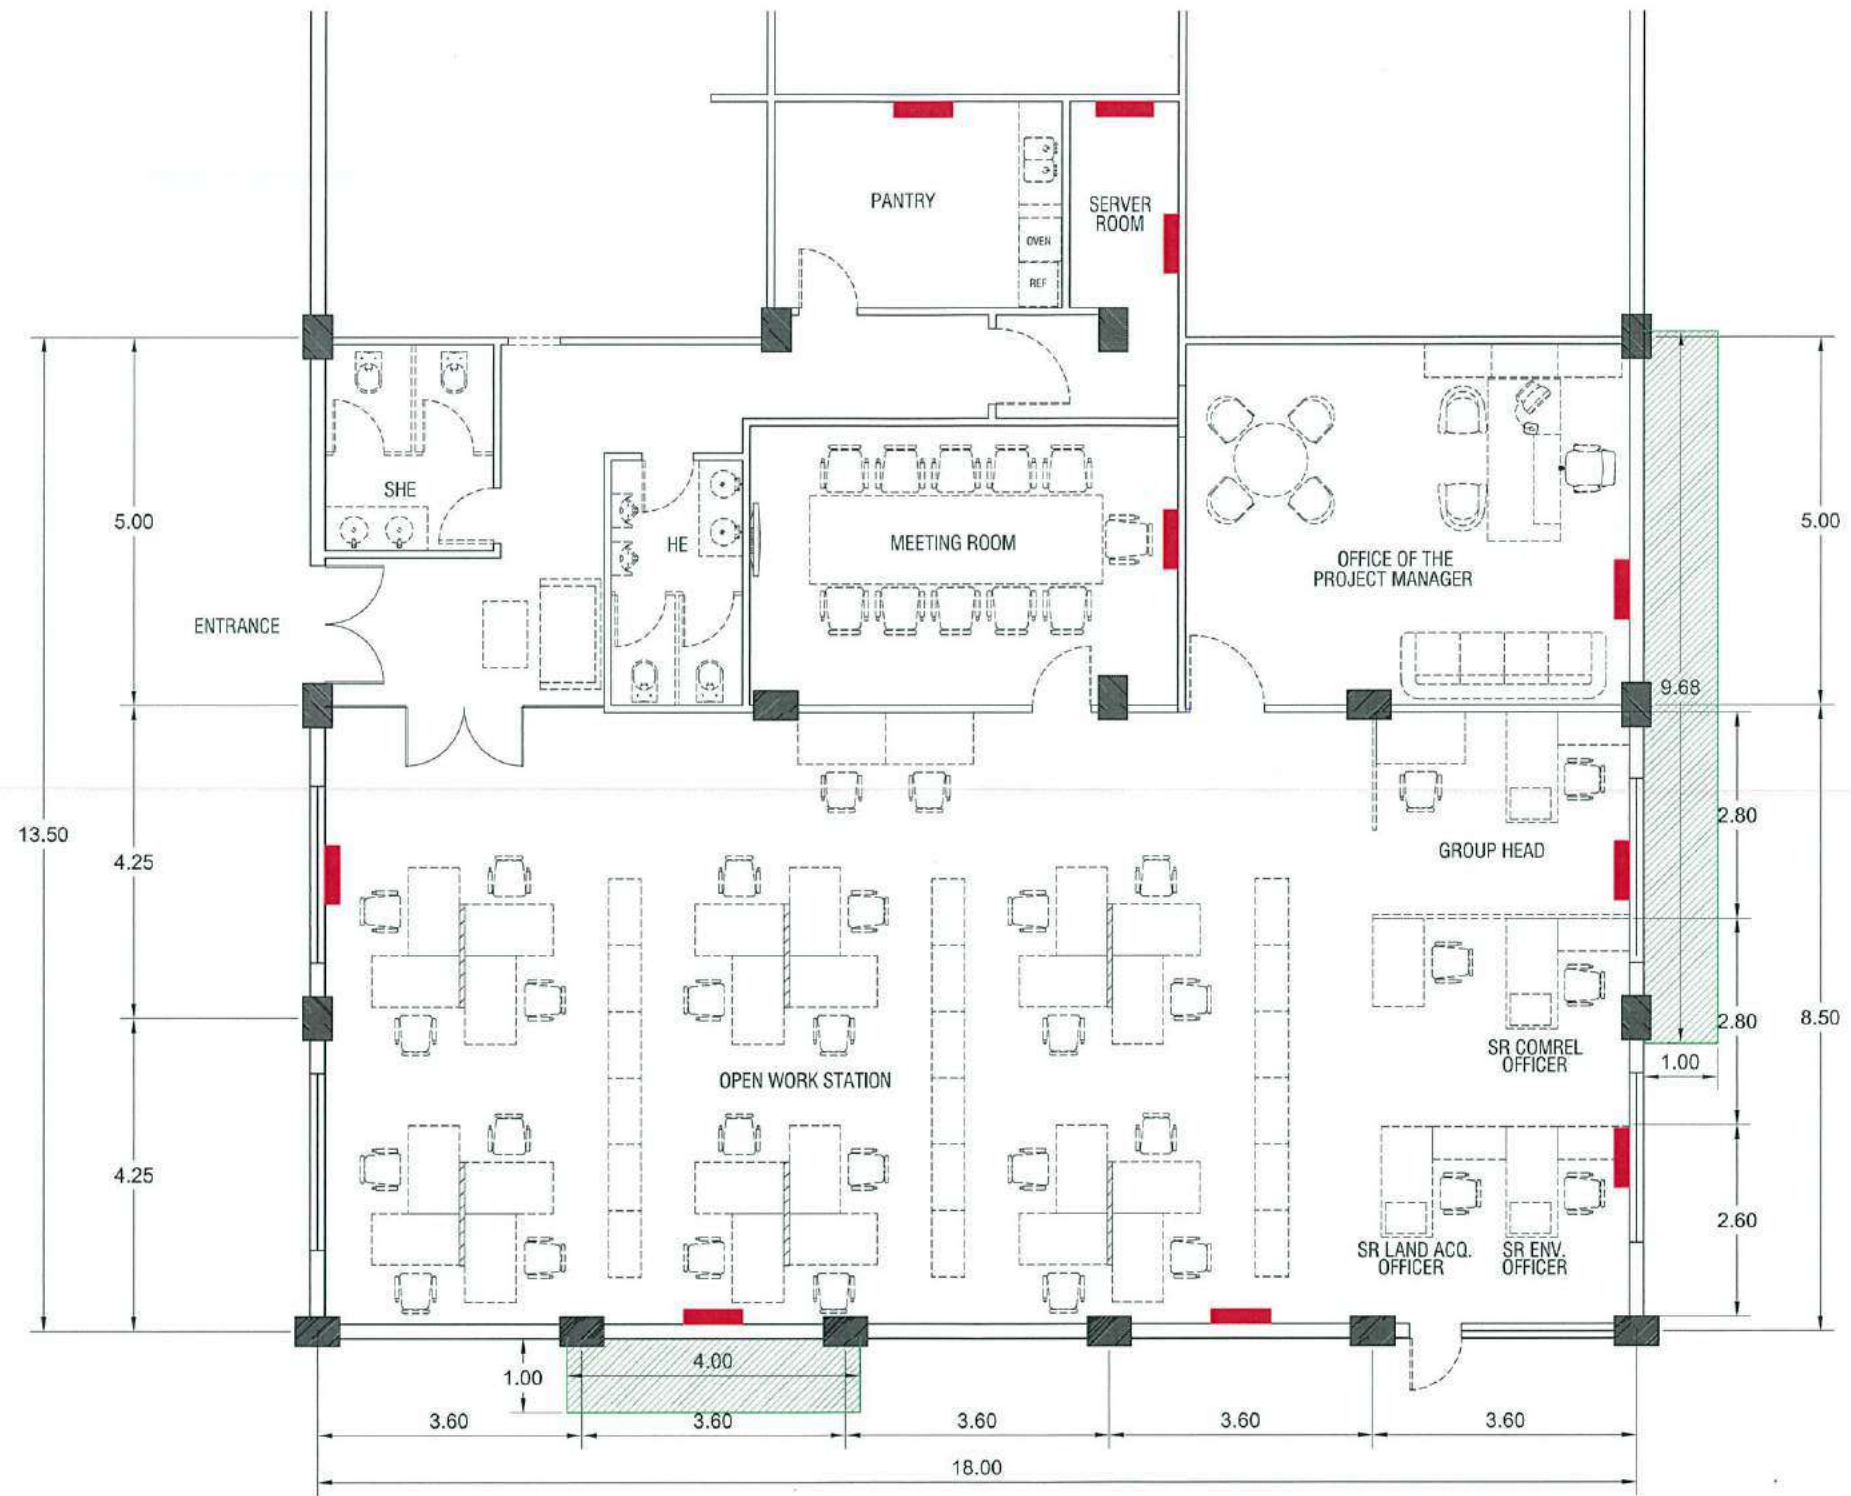 PANTRY
SERVER
ROOM
OVEN
REF
SHE
HE
MEETING ROOM
OFFICE OF THE
PROJECT MANAGER
ENTRANCE
5.00
5.00
9.68
13.50
4.25
2.80
GROUP HEAD
2.80
8.50
SR COMREL
OFFICER
1.00
OPEN WORK STATION
4.25
2.60
SR LAND ACQ.
OFFICER
SR ENV.
OFFICER
4.00
1.00
3.60
3.60
3.60
3.60
3.60
18.00